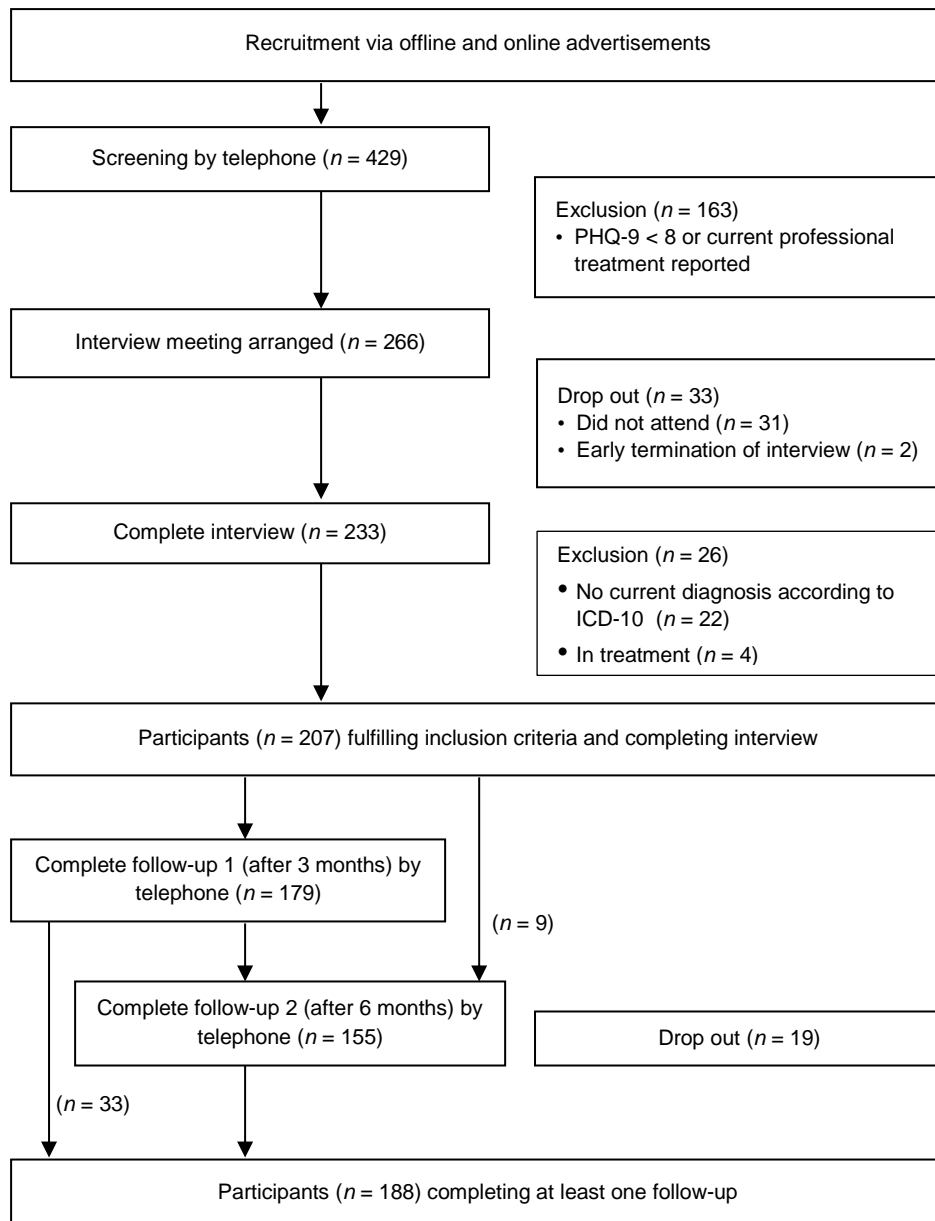 Recruitment via offline and online advertisements
Screening by telephone (n = 429)
Exclusion (n = 163)
• PHQ-9 < 8 or current professional
treatment reported
Interview meeting arranged (n = 266)
Drop out (n = 33)
• Did not attend (n = 31)
• Early termination of interview (n = 2)
Complete interview (n = 233)
Exclusion (n = 26)
• No current diagnosis according to
ICD-10 (n = 22)
• In treatment (n = 4)
Participants (n = 207) fulfilling inclusion criteria and completing interview
Complete follow-up 1 (after 3 months) by
telephone (n = 179)
(n = 9)
Complete follow-up 2 (after 6 months) by
telephone (n = 155)
Drop out (n = 19)
(n = 33)
Participants (n = 188) completing at least one follow-up